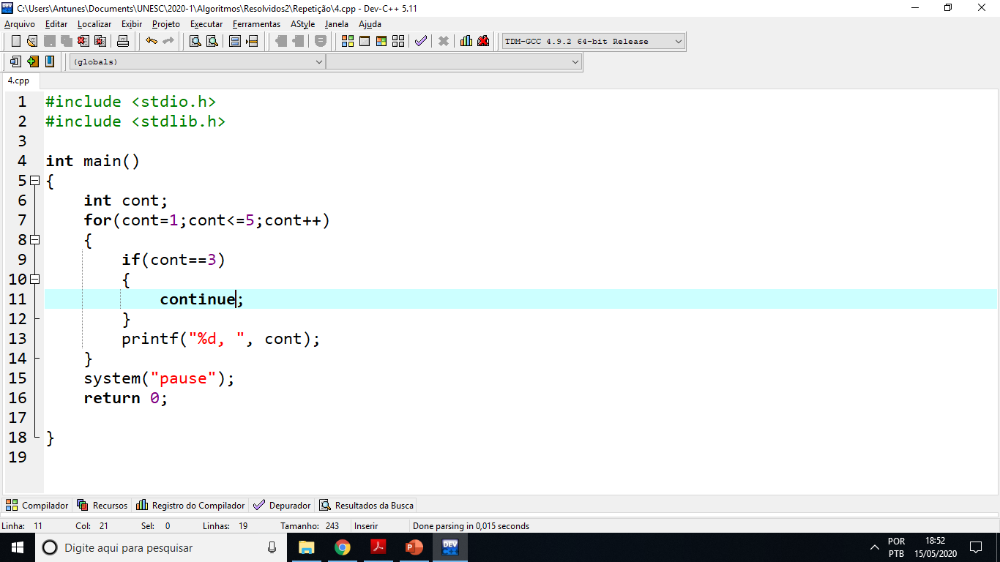 C:\Users\Antunes\Documents\UNESC\2020-1\Algoritmos\Resolvidos2\Repetição\4.cpp - Dev-C++ 5.11
Arquivo Editar Localizar Exibir Projeto Executar Ferramentas AStyle Janela Ajuda
TDM-GCC 4.9.2 64-bit Release
(globals)
4.cpp
1 #include <stdio.h>
2 #include <stdlib.h>
3
4 int main()
5 {
6 int cont;
7 for(cont=1;cont<=5;cont++)
8 {
9 if(cont==3)
10 {
11 continue;
12 }
13 printf("%d, ", cont);
14 }
15 system("pause");
16 return 0;
17
18 }
19
Compilador Recursos Registro do Compilador Depurador Resultados da Busca
Linha: 11 Col: 21 Sel: 0 Linhas: 19 Tamanho: 243 Inserir Done parsing in 0,015 seconds
Digite aqui para pesquisar
DEV
POR
PTB
18:52
15/05/2020